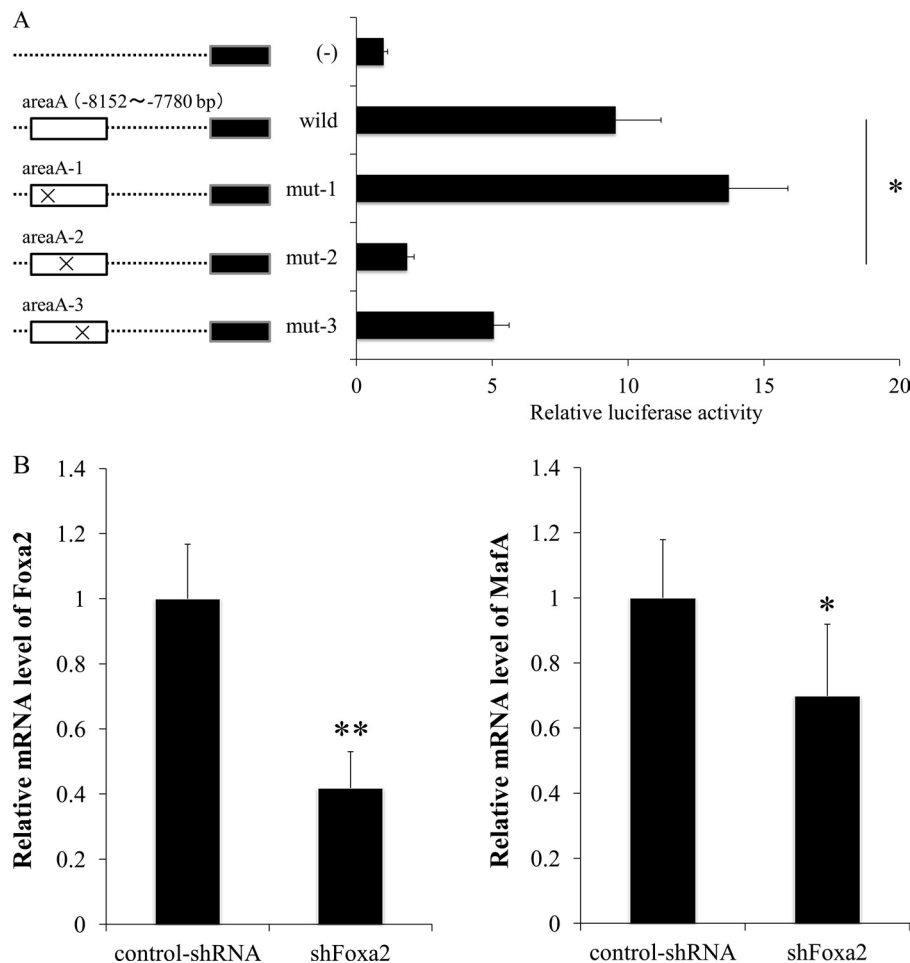 A
(-)
areaA (-8152～-7780 bp)
wild
areaA-1
mut-1
*
areaA-2
mut-2
areaA-3
mut-3
0 5 10 15 20
Relative luciferase activity
B
Relative mRNA level of Foxa2
1.4
1.2
1
0.8
0.6
0.4
0.2
0
**
control-shRNA shFoxa2
Relative mRNA level of MafA
1.4
1.2
1
0.8
0.6
0.4
0.2
0
*
control-shRNA shFoxa2